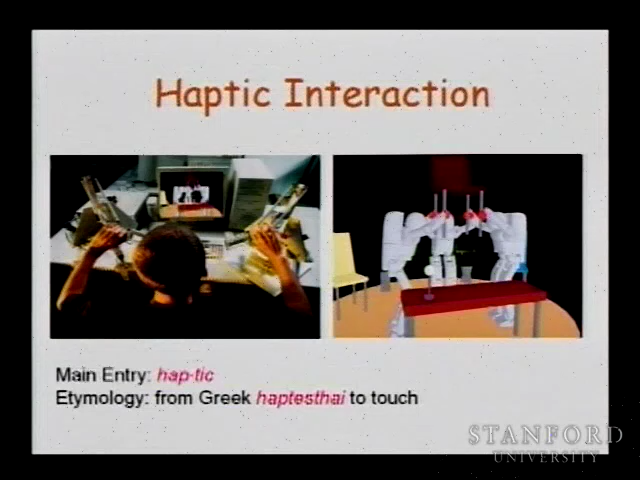 Haptic Interaction
Main Entry: hap·tic
Etymology: from Greek haptesthai to touch
STANFORD
UNIVERSITY